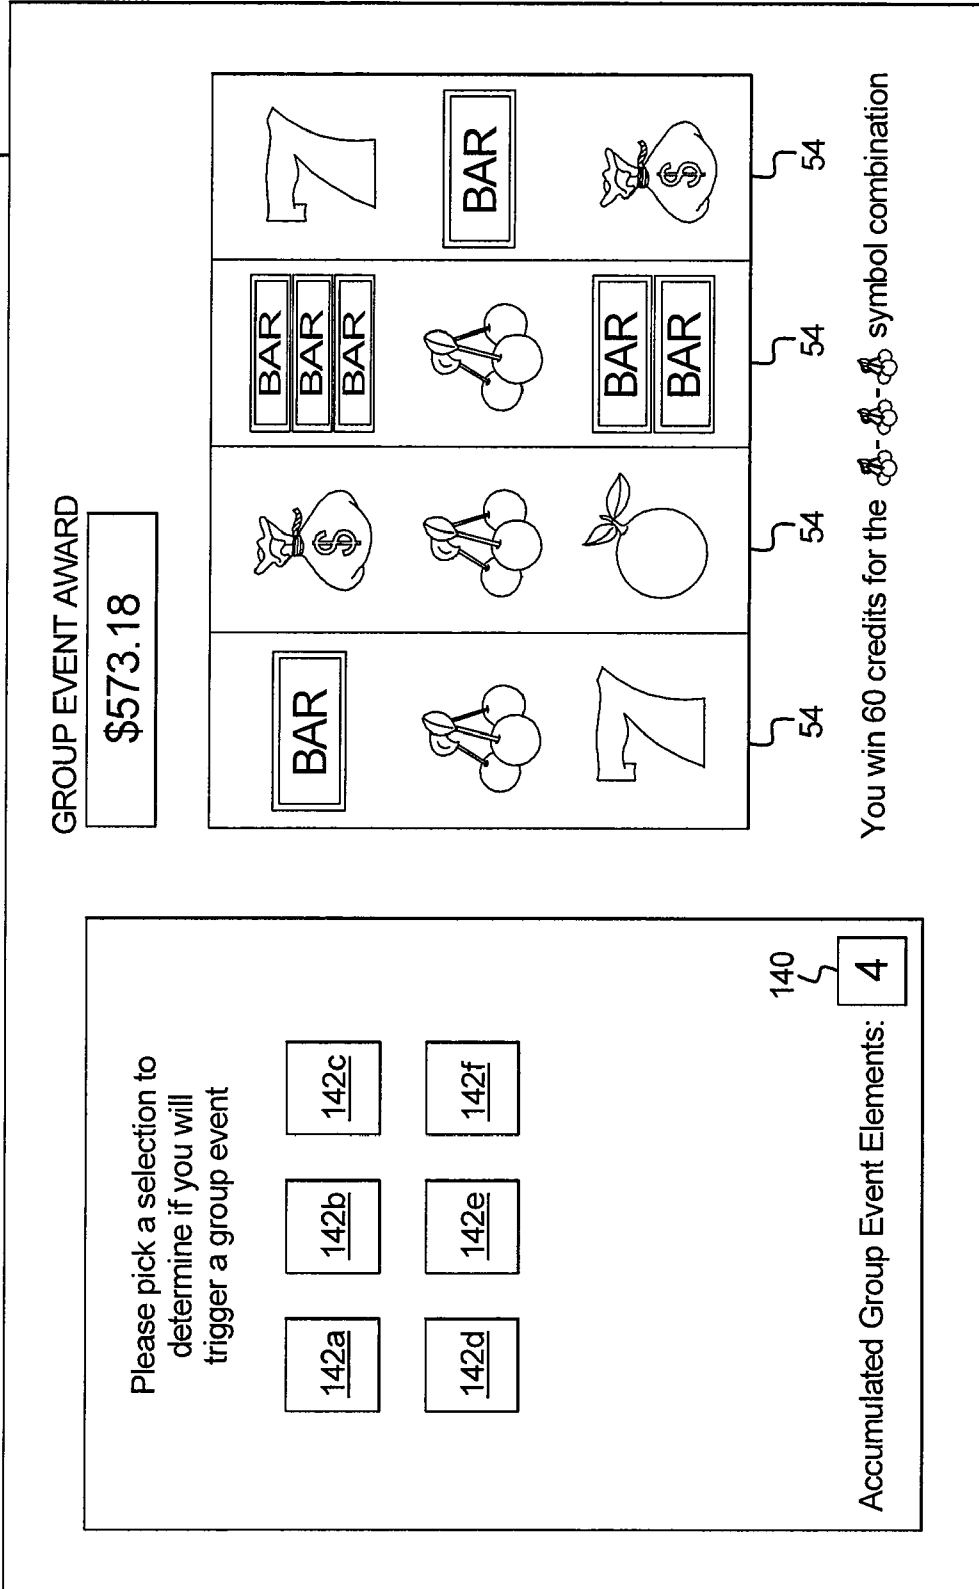 Please pick a selection to
determine if you will
trigger a group event
142a 142b 142c
142d 142e 142f
140
Accumulated Group Event Elements: 4
GROUP EVENT AWARD
$573.18
BAR $ BAR 7
BAR
BAR
BAR
7 BAR $
BAR
54 54 54 54
You win 60 credits for the - - symbol combination